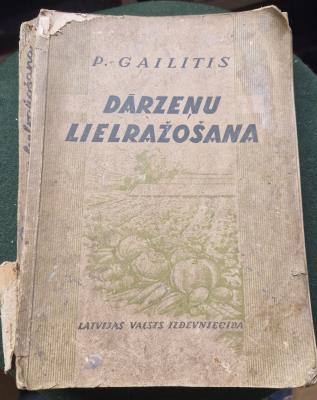 P. GAILITIS
DĀRZEŅU
LIELRAŽOŠANA
LATVIJAS VALSTS IZDEVNIECĪBA